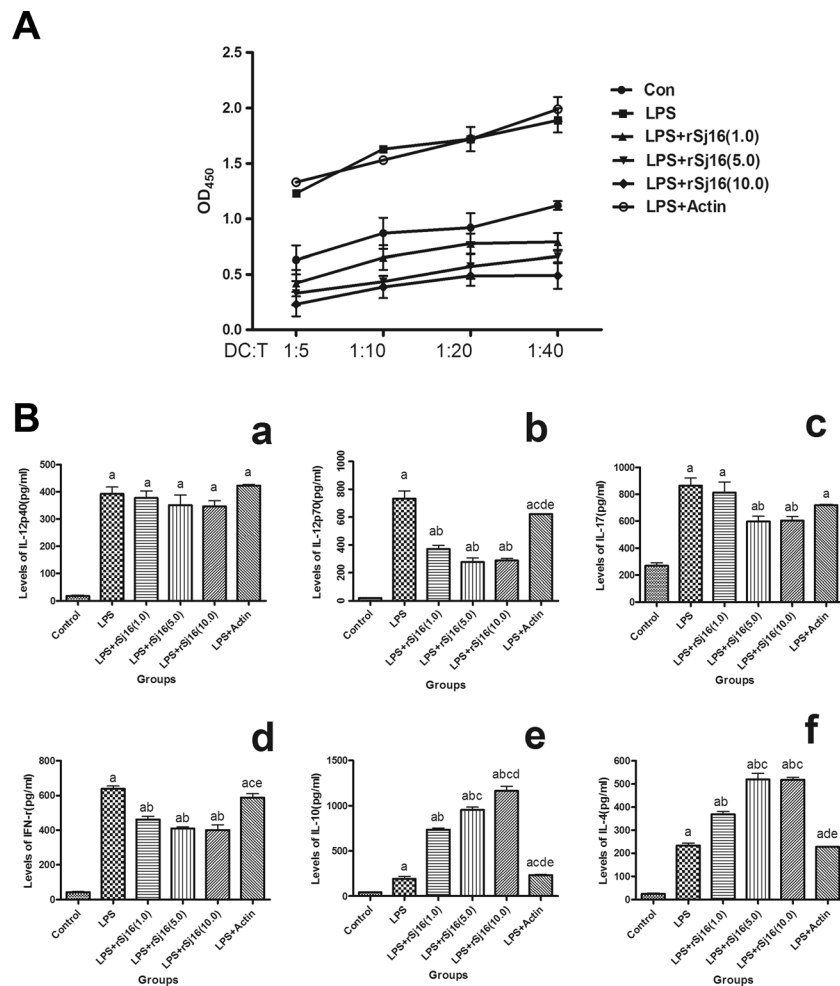 A
OD450
2.5
2.0
1.5
1.0
0.5
0.0
DC:T 1:5 1:10 1:20 1:40
Con
LPS
LPS+rSj16(1.0)
LPS+rSj16(5.0)
LPS+rSj16(10.0)
LPS+Actin
B
a
Levels of IL-12p40(pg/ml)
500
400
300
200
100
0
a a a a a
Control LPS LPS+rSj16(1.0) LPS+rSj16(5.0) LPS+rSj16(10.0) LPS+Actin
Groups
b
Levels of IL-12p70(pg/ml)
1000
800
600
400
200
0
a ab ab ab acde
Control LPS LPS+rSj16(1.0) LPS+rSj16(5.0) LPS+rSj16(10.0) LPS+Actin
Groups
c
Levels of IL-17(pg/ml)
1000
800
600
400
200
0
a a ab ab a
Control LPS LPS+rSj16(1.0) LPS+rSj16(5.0) LPS+rSj16(10.0) LPS+Actin
Groups
d
Levels of IFN-r(pg/ml)
800
600
400
200
0
a ab ab ab ace
Control LPS LPS+rSj16(1.0) LPS+rSj16(5.0) LPS+rSj16(10.0) LPS+Actin
Groups
e
Levels of IL-10(pg/ml)
1500
1000
500
0
a ab abc abcd acde
Control LPS LPS+rSj16(1.0) LPS+rSj16(5.0) LPS+rSj16(10.0) LPS+Actin
Groups
f
Levels of IL-4(pg/ml)
600
500
400
300
200
100
0
a ab abc abc ade
Control LPS LPS+rSj16(1.0) LPS+rSj16(5.0) LPS+rSj16(10.0) LPS+Actin
Groups